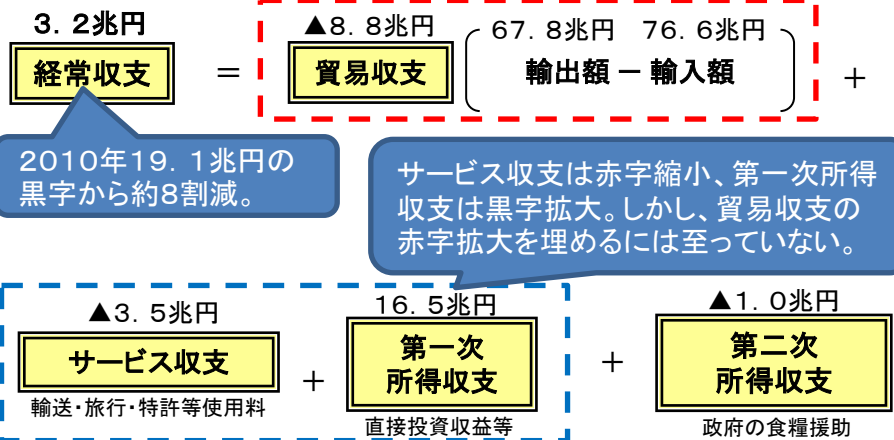 3．2兆円
▲8．8兆円
67．8兆円　76．6兆円
経常収支
＝
貿易収支
輸出額 － 輸入額
＋
2010年19．1兆円の
黒字から約8割減。
サービス収支は赤字縮小、第一次所得
収支は黒字拡大。しかし、貿易収支の
赤字拡大を埋めるには至っていない。
▲3．5兆円
サービス収支
輸送・旅行・特許等使用料
＋
16．5兆円
第一次
所得収支
直接投資収益等
＋
▲1．0兆円
第二次
所得収支
政府の食糧援助